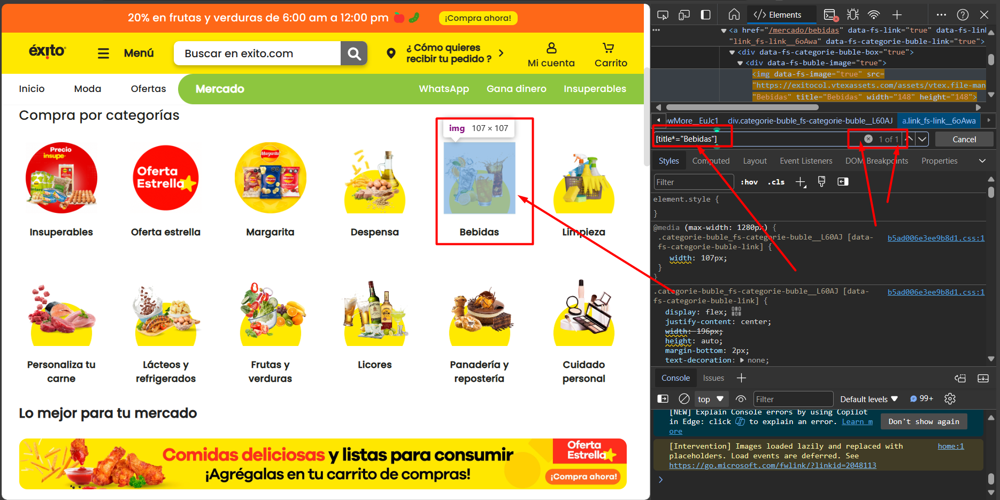 20% en frutas y verduras de 6:00 am a 12:00 pm
¡Compra ahora!
éxito
Menú
Buscar en exito.com
¿ Cómo quieres
recibir tu pedido ?
Mi cuenta
Carrito
Inicio
Moda
Ofertas
Mercado
WhatsApp
Gana dinero
Insuperables
Compra por categorías
img 107 × 107
Precio
insupe
Oferta
Estrella
Margarita
Insuperables
Oferta estrella
Margarita
Despensa
Bebidas
Limpieza
Personaliza tu
carne
Lácteos y
refrigerados
Frutas y
verduras
Licores
Panadería y
repostería
Cuidado
personal
Lo mejor para tu mercado
Comidas deliciosas y listas para consumir
¡Agrégalas en tu carrito de compras!
Oferta
Estrella
¡Compra ahora!
Elements
<a href="/mercado/bebidas" data-fs-link="true" data-fs-lin
"link_fs-link__6oAwa" data-fs-categorie-buble-link="true">
<div data-fs-categorie-buble-box="true">
<div data-fs-buble-image="true">
<img data-fs-image="true" src=
"https://exitocol.vtexassets.com/assets/vtex.file-man
"Bebidas" title="Bebidas" width="148" height="148">
owMore__EuJc1
div.categorie-buble_fs-categorie-buble__L60AJ
a.link_fs-link__6oAwa
[title*="Bebidas"]
1 of 1
Cancel
Styles
Computed
Layout
Event Listeners
DOM Breakpoints
Properties
Filter
:hov
.cls
element.style {
}
@media (max-width: 1280px) {
.categorie-buble_fs-categorie-buble__L60AJ [data-
b5ad006e3ee9b8d1.css:1
fs-categorie-buble-link] {
width: 107px;
}
}
.categorie-buble_fs-categorie-buble__L60AJ [data-
b5ad006e3ee9b8d1.css:1
fs-categorie-buble-link] {
display: flex;
justify-content: center;
width: 196px;
height: auto;
margin-bottom: 2px;
text-decoration: none;
Console
Issues
top
Filter
Default levels
99+
[NEW] Explain Console errors by using Copilot
in Edge: click to explain an error. Learn m
ore
Don't show again
[Intervention] Images loaded lazily and replaced with
home:1
placeholders. Load events are deferred. See
https://go.microsoft.com/fwlink/?linkid=2048113